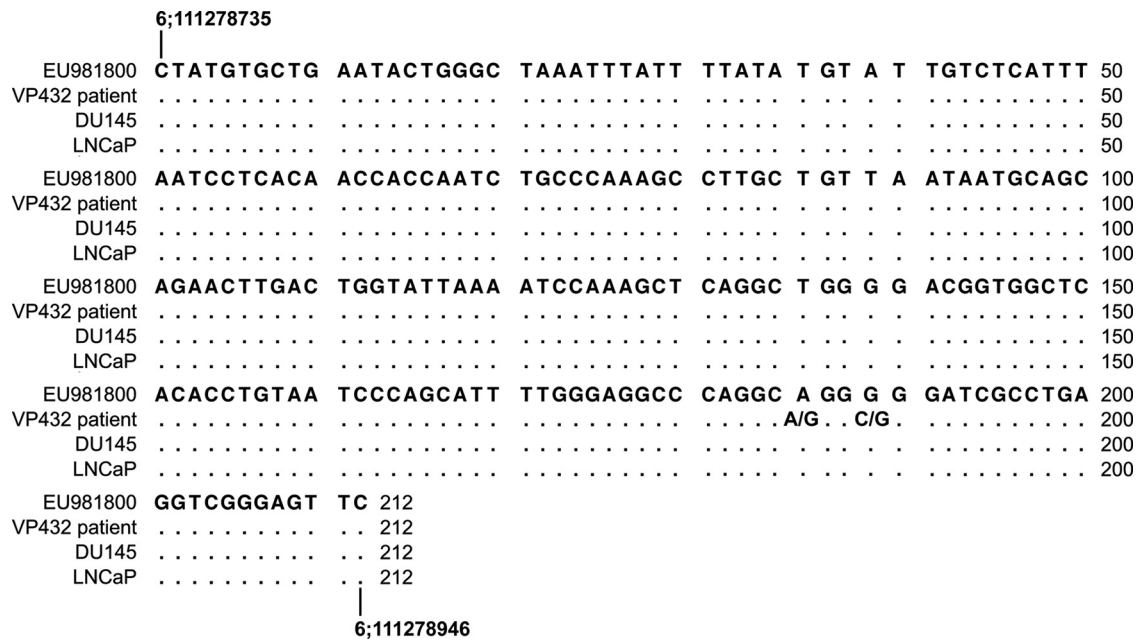 6;111278735
EU981800 CTATGTGCTG AATACTGGGC TAAATTTATT TTATA T GT A T TGTCTCATTT 50
VP432 patient . . . . . . . . . . . . . . . . . . . . . . . . . . . . . . . . . . . . . . . . . . . . . . . . . . 50
DU145 . . . . . . . . . . . . . . . . . . . . . . . . . . . . . . . . . . . . . . . . . . . . . . . . . . 50
LNCaP . . . . . . . . . . . . . . . . . . . . . . . . . . . . . . . . . . . . . . . . . . . . . . . . . . 50
EU981800 AATCCTCACA ACCACCAATC TGCCCAAAGC CTTGC T GT T A ATAATGCAGC 100
VP432 patient . . . . . . . . . . . . . . . . . . . . . . . . . . . . . . . . . . . . . . . . . . . . . . . . . . 100
DU145 . . . . . . . . . . . . . . . . . . . . . . . . . . . . . . . . . . . . . . . . . . . . . . . . . . 100
LNCaP . . . . . . . . . . . . . . . . . . . . . . . . . . . . . . . . . . . . . . . . . . . . . . . . . . 100
EU981800 AGAACTTGACT GGTATTAAA ATCCAAAGCT CAGGC T GG G G ACGGTGGCTC 150
VP432 patient . . . . . . . . . . . . . . . . . . . . . . . . . . . . . . . . . . . . . . . . . . . . . . . . . . 150
DU145 . . . . . . . . . . . . . . . . . . . . . . . . . . . . . . . . . . . . . . . . . . . . . . . . . . 150
LNCaP . . . . . . . . . . . . . . . . . . . . . . . . . . . . . . . . . . . . . . . . . . . . . . . . . . 150
EU981800 ACACCTGTAA TCCCAGCATT TTGGGAGGCC CAGGC A GG G G GATCGCCTGA 200
VP432 patient . . . . . . . . . . . . . . . . . . . . . . . . . . . . . . . . . . . A/G . . C/G . . . . . . . . . . . 200
DU145 . . . . . . . . . . . . . . . . . . . . . . . . . . . . . . . . . . . . . . . . . . . . . . . . . . 200
LNCaP . . . . . . . . . . . . . . . . . . . . . . . . . . . . . . . . . . . . . . . . . . . . . . . . . . 200
EU981800 GGTCGGGAGT TC 212
VP432 patient . . . . . . . . . . . . 212
DU145 . . . . . . . . . . . . 212
LNCaP . . . . . . . . . . . . 212
6;111278946